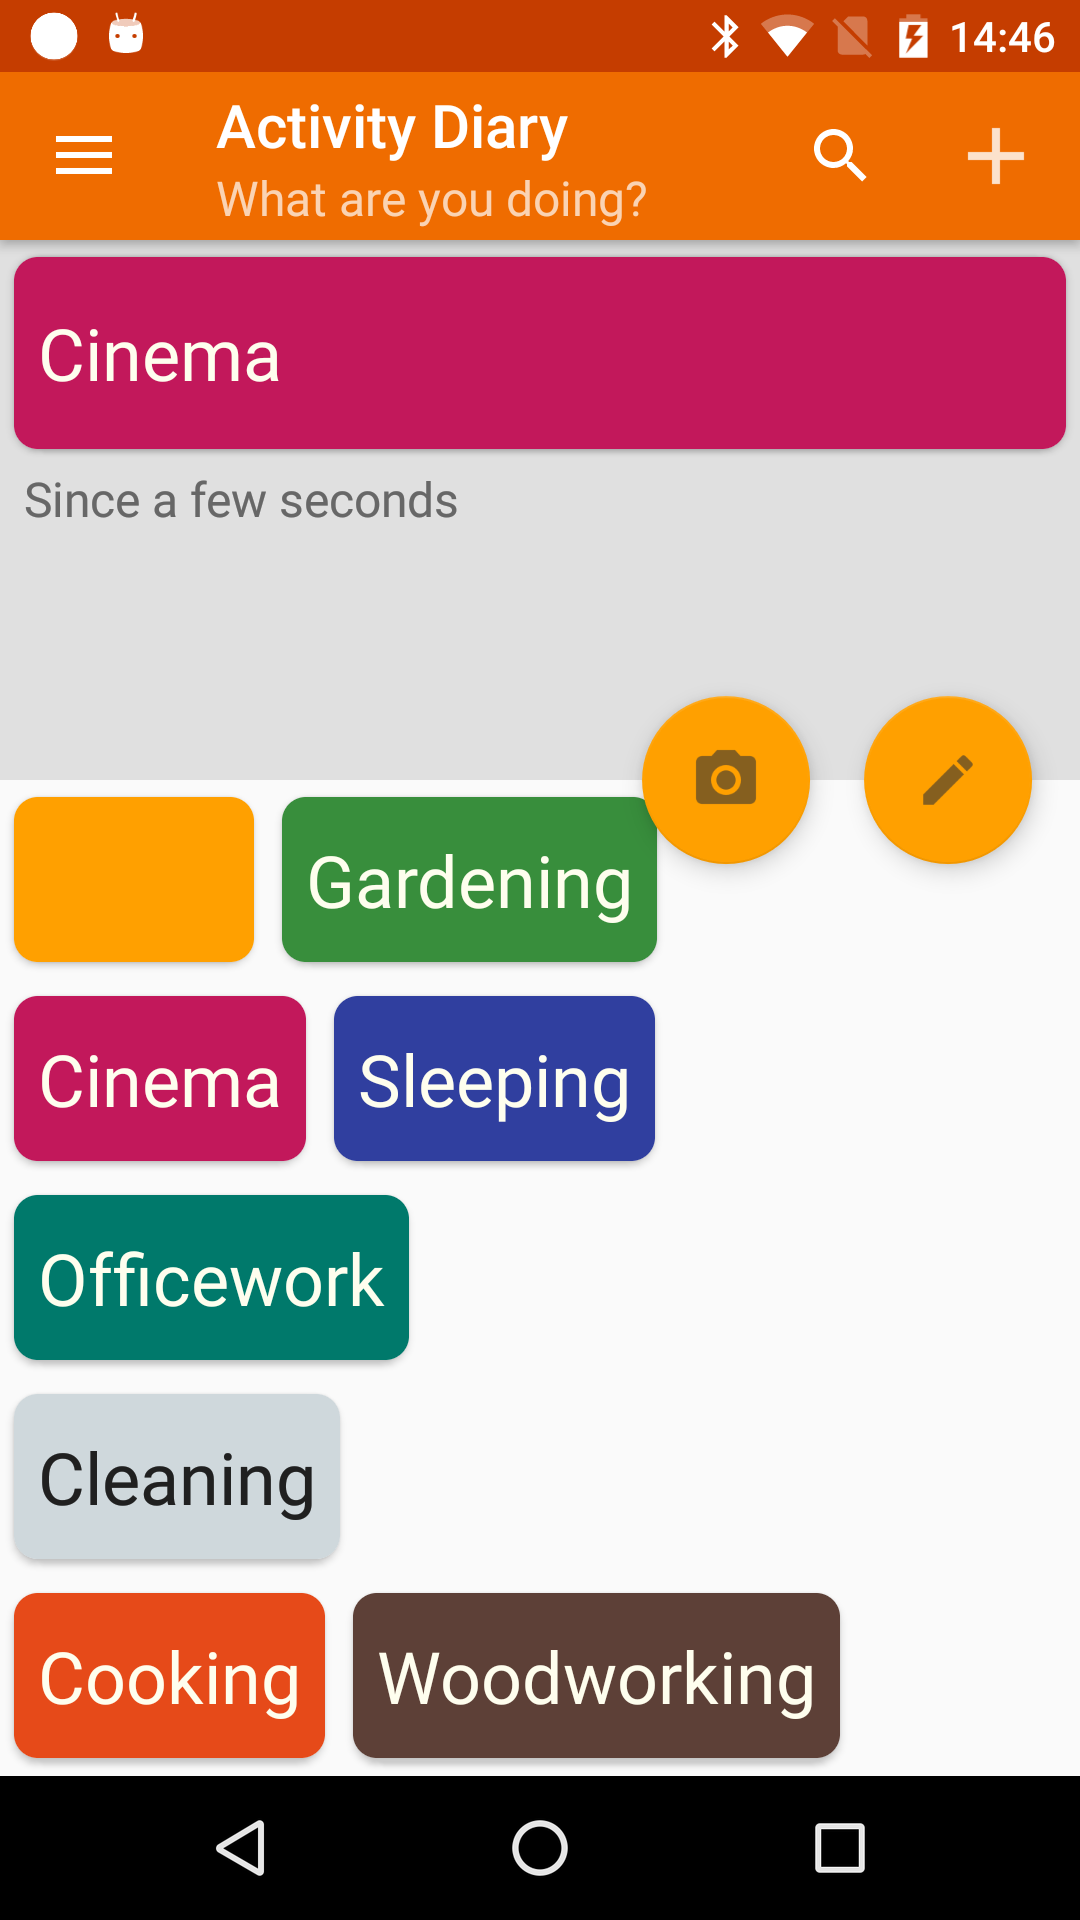 14:46
Activity Diary
What are you doing?
Cinema
Since a few seconds
Gardening
Cinema Sleeping
Officework
Cleaning
Cooking Woodworking